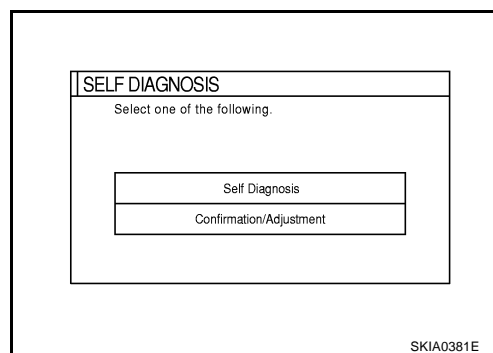 SELF DIAGNOSIS
Select one of the following.
Self Diagnosis
Confirmation/Adjustment
SKIA0381E